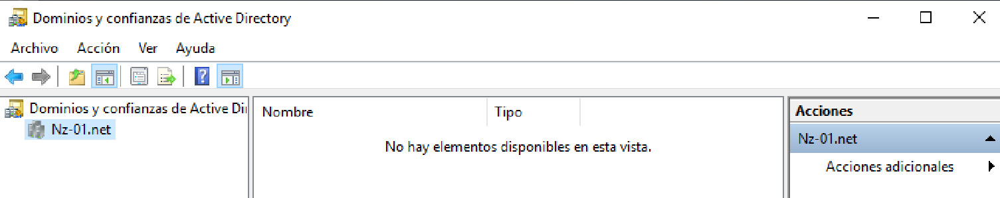 Dominios y confianzas de Active Directory
Archivo Acción Ver Ayuda
Dominios y confianzas de Active Di
Nz-01.net
Nombre Tipo
No hay elementos disponibles en esta vista.
Acciones
Nz-01.net
Acciones adicionales